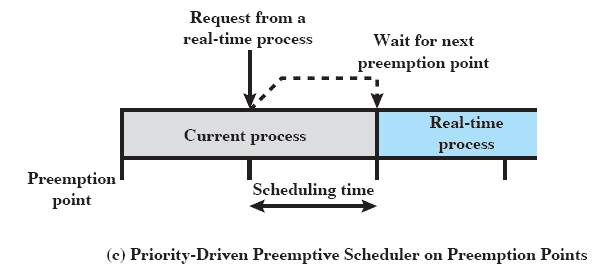 Request from a
real-time process
Wait for next
preemption point
Current process
Real-time
process
Preemption
point
Scheduling time
(c) Priority-Driven Preemptive Scheduler on Preemption Points